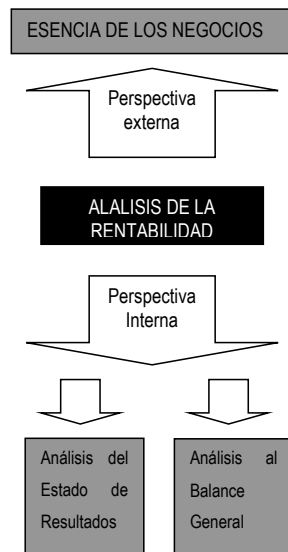 ESENCIA DE LOS NEGOCIOS
Perspectiva
externa
ALALISIS DE LA
RENTABILIDAD
Perspectiva
Interna
Análisis del
Estado de
Resultados
Análisis al
Balance
General